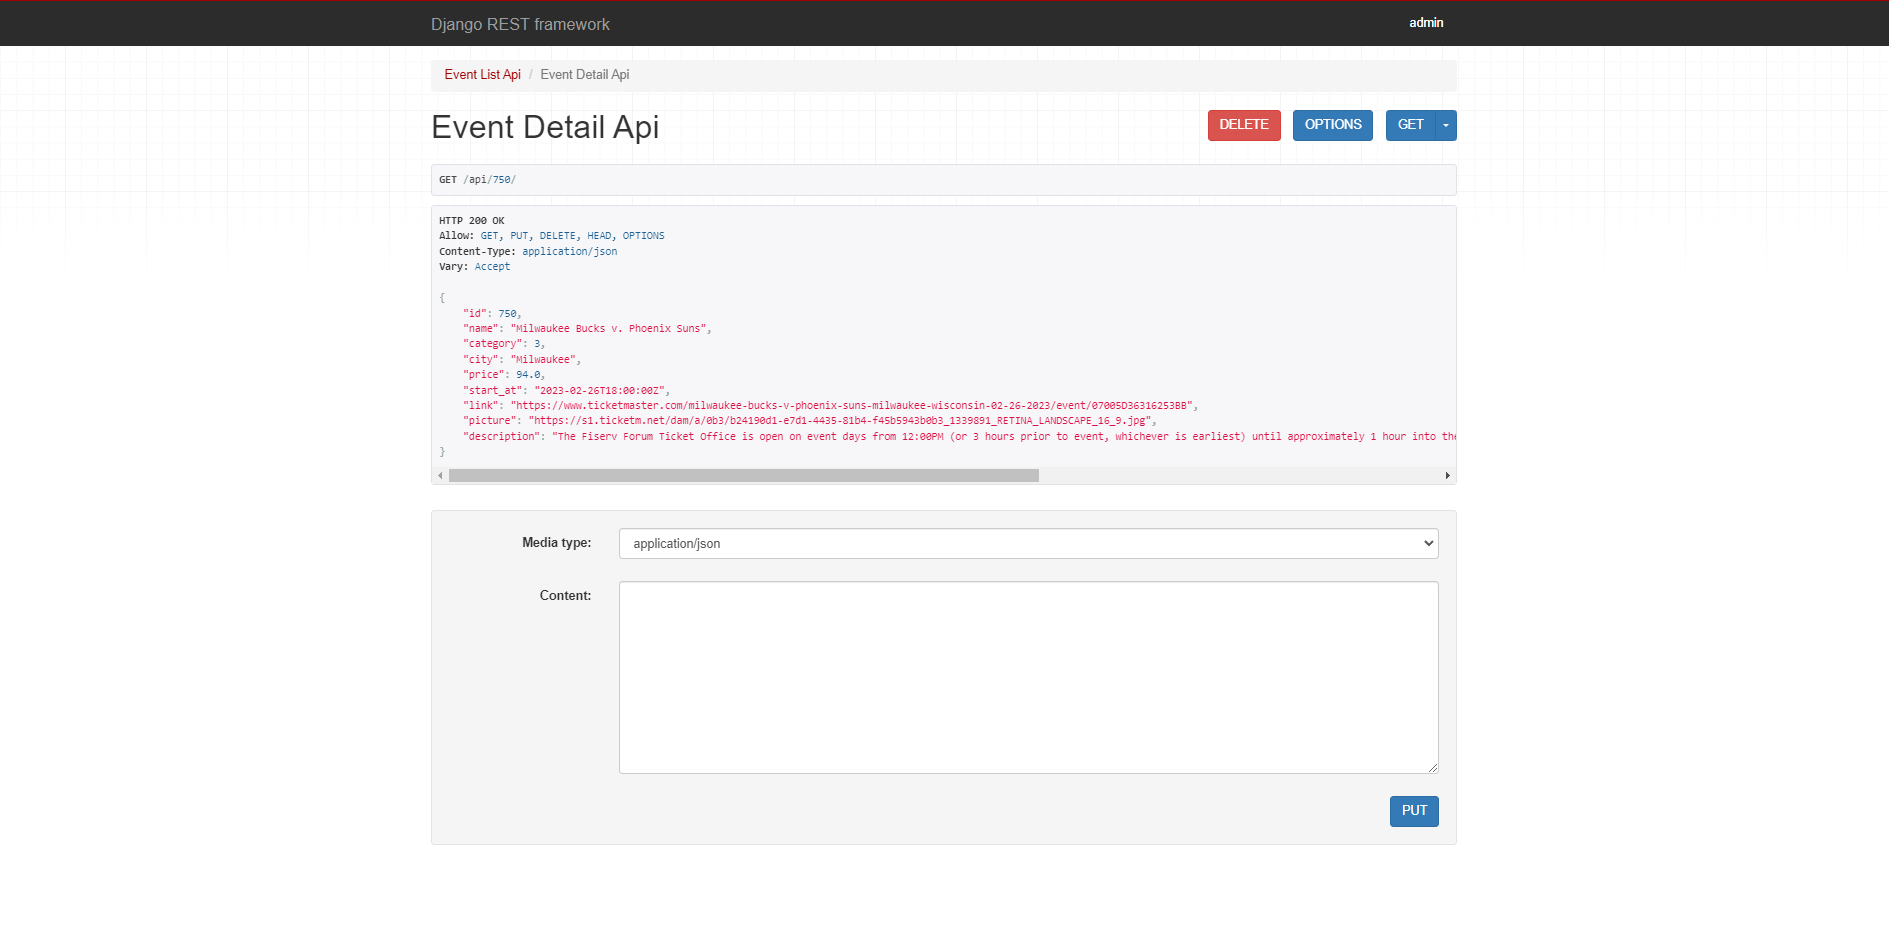 Django REST framework
admin
Event List Api / Event Detail Api
Event Detail Api
DELETE
OPTIONS
GET
GET /api/750/
HTTP 200 OK
Allow: GET, PUT, DELETE, HEAD, OPTIONS
Content-Type: application/json
Vary: Accept
{
"id": 750,
"name": "Milwaukee Bucks v. Phoenix Suns",
"category": 3,
"city": "Milwaukee",
"price": 94.0,
"start_at": "2023-02-26T18:00:00Z",
"link": "https://www.ticketmaster.com/milwaukee-bucks-v-phoenix-suns-milwaukee-wisconsin-02-26-2023/event/07005D36316253BB",
"picture": "https://s1.ticketm.net/dam/a/0b3/b24190d1-e7d1-4435-81b4-f45b5943b0b3_1339891_RETINA_LANDSCAPE_16_9.jpg",
"description": "The Fiserv Forum Ticket Office is open on event days from 12:00PM (or 3 hours prior to event, whichever is earliest) until approximately 1 hour into the
}
Media type:
application/json
Content:
PUT